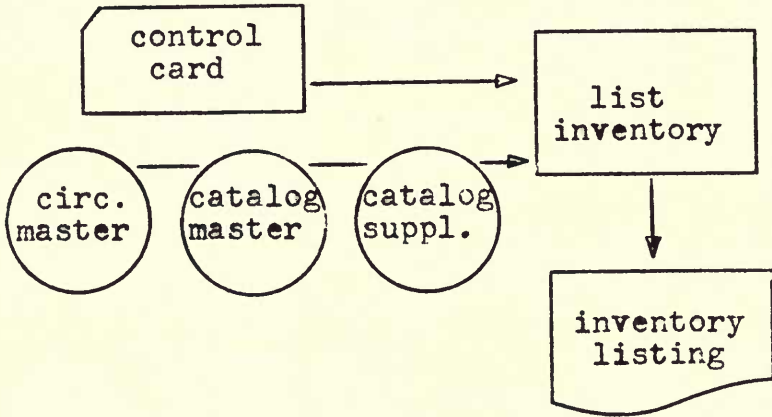 control
card
list
inventory
circ.
master
catalog
master
catalog
suppl.
inventory
listing